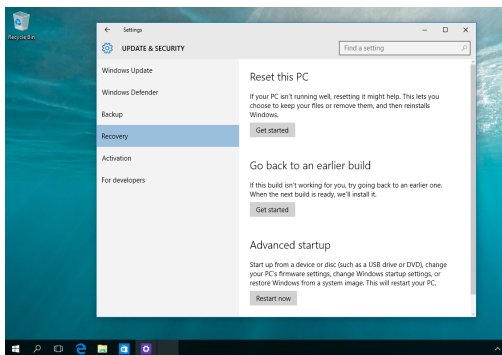 Recycle Bin
Settings
UPDATE & SECURITY
Find a setting
Windows Update
Windows Defender
Backup
Recovery
Activation
For developers
Reset this PC
If your PC isn't running well, resetting it might help. This lets you
choose to keep your files or remove them, and then reinstalls
Windows.
Get started
Go back to an earlier build
If this build isn't working for you, try going back to an earlier one.
When the next build is ready, we'll install it.
Get started
Advanced startup
Start up from a device or disc (such as a USB drive or DVD), change
your PC's firmware settings, change Windows startup settings, or
restore Windows from a system image. This will restart your PC.
Restart now